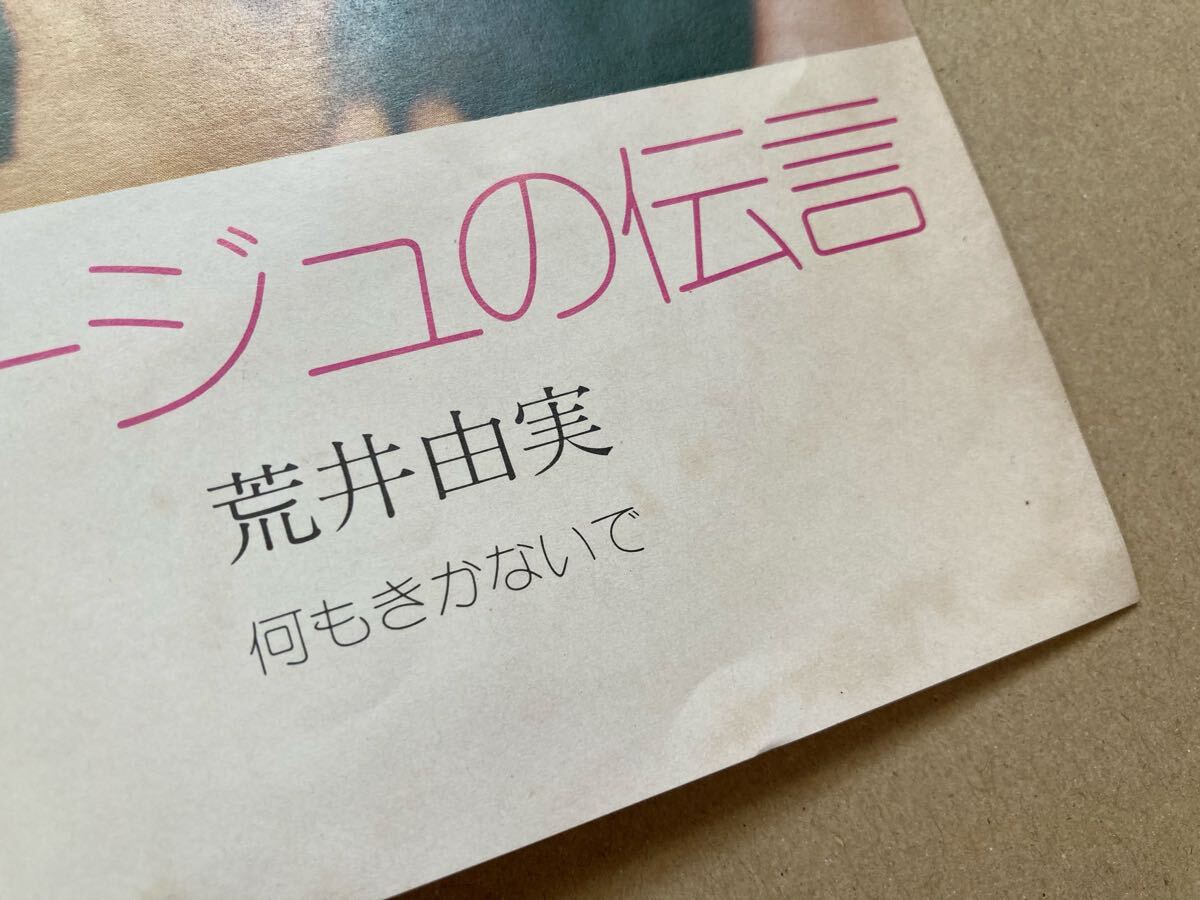 ージュの伝言
荒井由実
何もきかないで